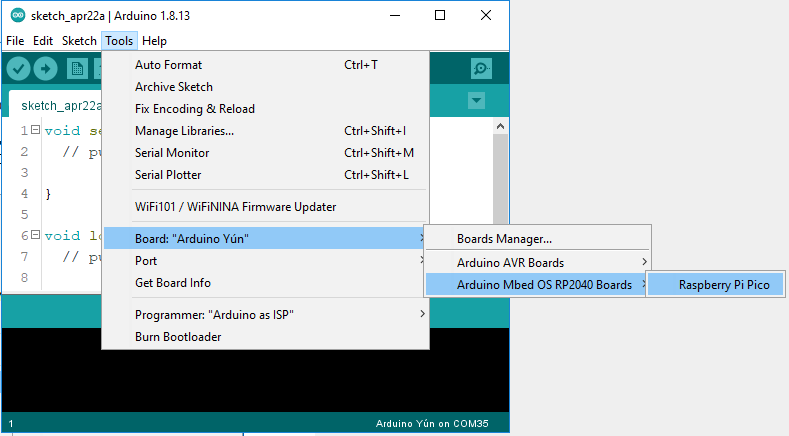 sketch_apr22a | Arduino 1.8.13
File Edit Sketch Tools Help
Auto Format Ctrl+T
Archive Sketch
sketch_apr22a
Fix Encoding & Reload
Manage Libraries... Ctrl+Shift+I
Serial Monitor Ctrl+Shift+M
Serial Plotter Ctrl+Shift+L
WiFi101 / WiFiNINA Firmware Updater
Board: "Arduino Yún"
Port
Get Board Info
Programmer: "Arduino as ISP"
Burn Bootloader
Boards Manager...
Arduino AVR Boards
Arduino Mbed OS RP2040 Boards
Raspberry Pi Pico
1 void se
2 // pu
3
4 }
5
6 void lo
7 // pu
8
1 Arduino Yún on COM35